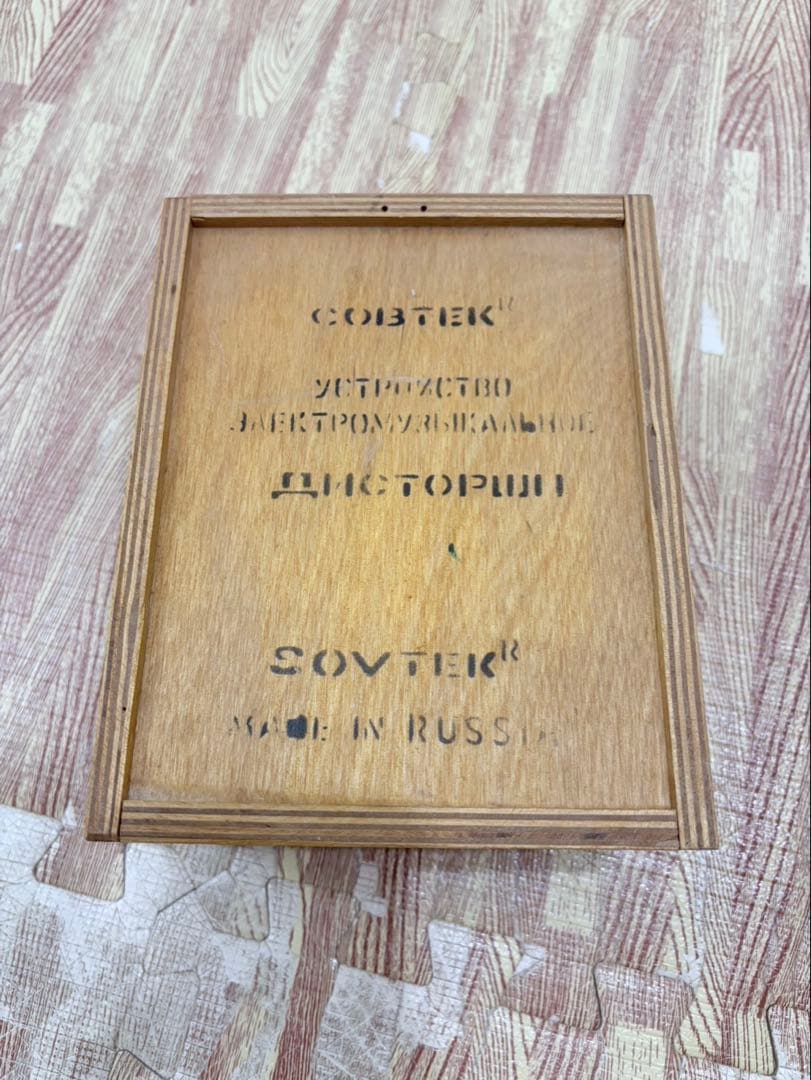 СОВТЕК R
УСТРОЙСТВО
ЭЛЕКТРОМУЗЫКАЛЬНОЕ
ДИСТОРШН
SOVTEK R
MADE IN RUSSIA